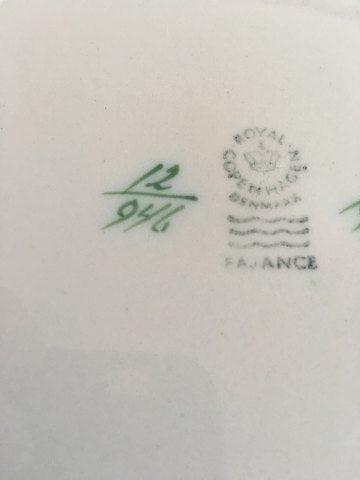 12
946
ROYAL
COPENHAGEN
DENMARK
FAJANCE